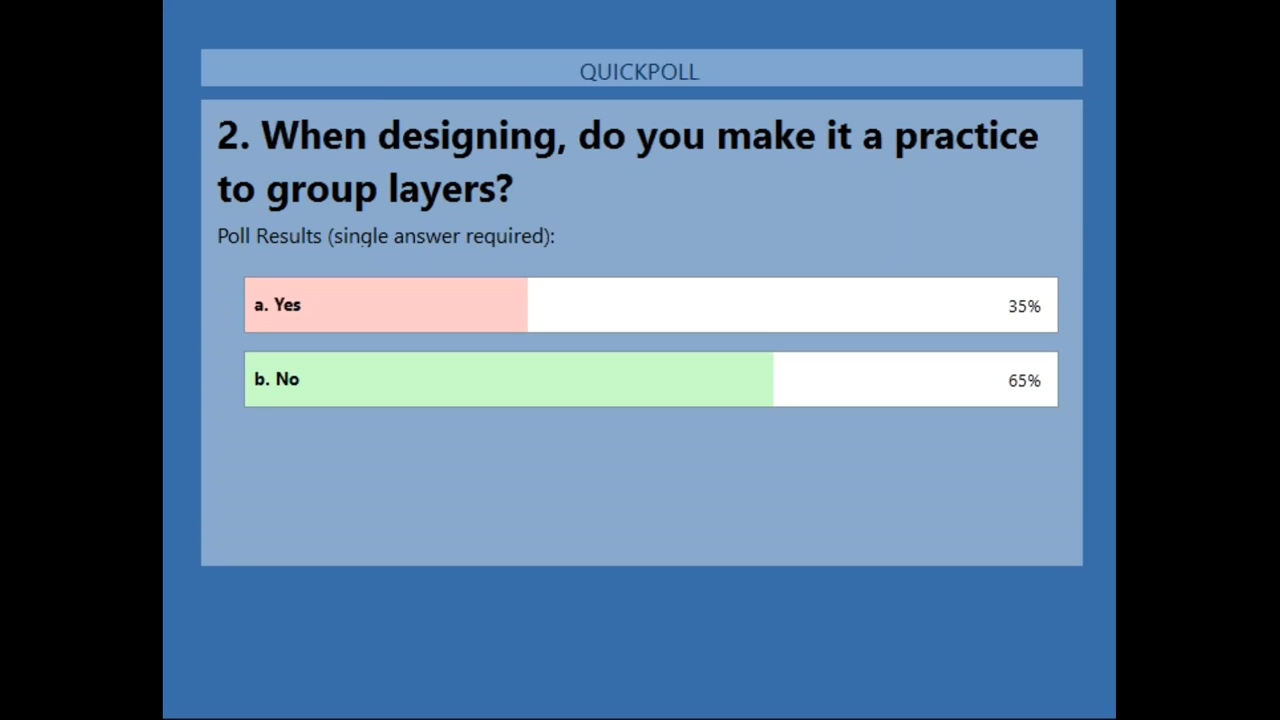 QUICKPOLL
2. When designing, do you make it a practice
to group layers?
Poll Results (single answer required):
a. Yes 35%
b. No 65%